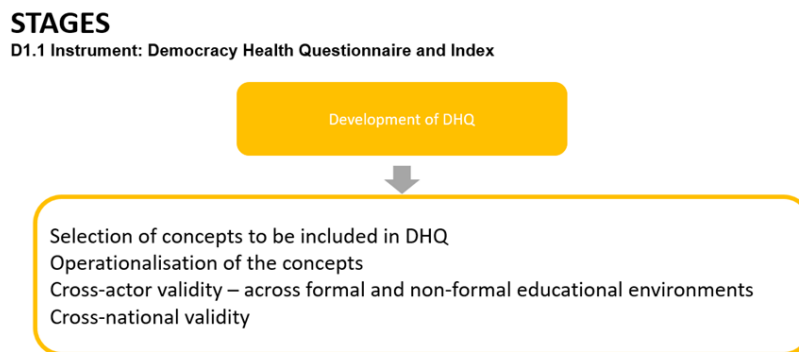 STAGES
D1.1 Instrument: Democracy Health Questionnaire and Index
Development of DHQ
Selection of concepts to be included in DHQ
Operationalisation of the concepts
Cross-actor validity – across formal and non-formal educational environments
Cross-national validity